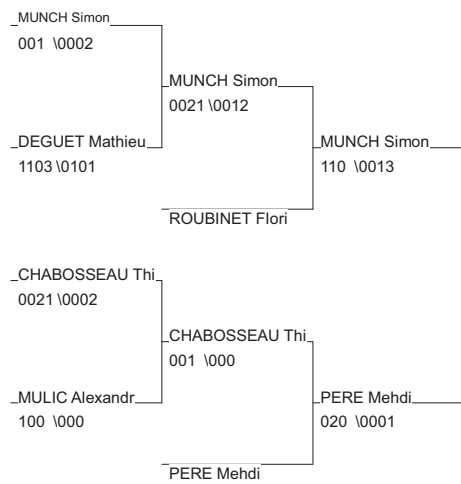 MUNCH Simon
001 \0002
MUNCH Simon
0021 \0012
DEGUET Mathieu
1103 \0101
MUNCH Simon
110 \0013
ROUBINET Flori
CHABOSSEAU Thi
0021 \0002
CHABOSSEAU Thi
001 \000
MULIC Alexandr
100 \000
PERE Mehdi
020 \0001
PERE Mehdi